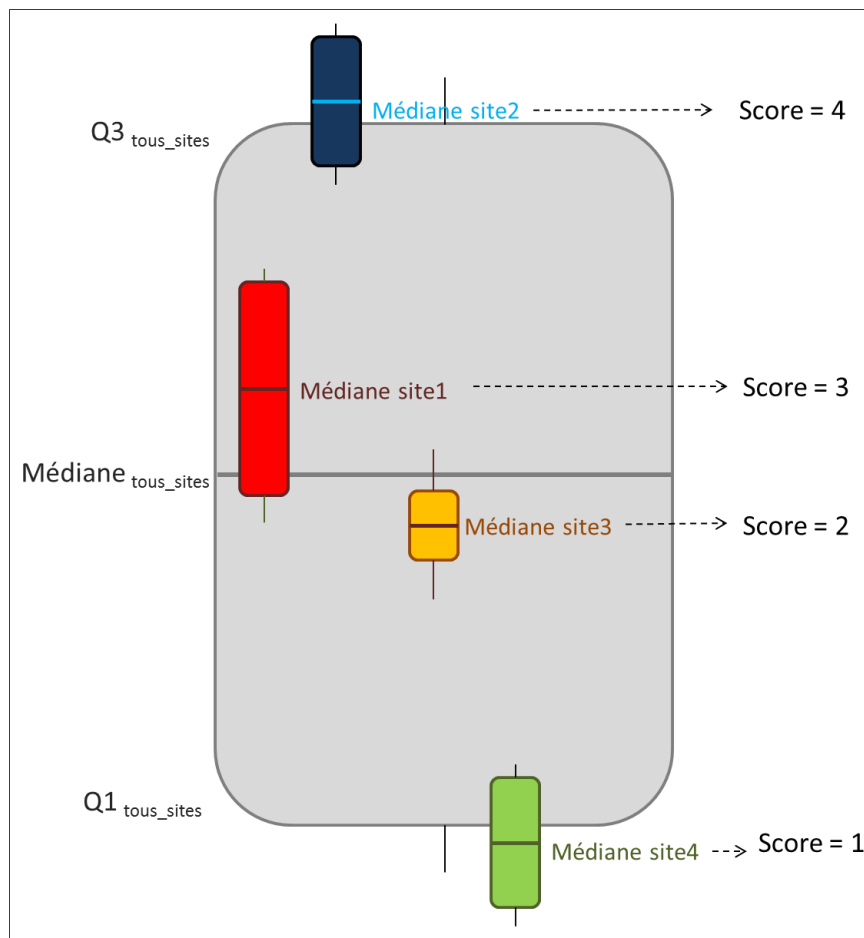 Médiane site2
Score = 4
Q3 tous_sites
Médiane site1
Score = 3
Médiane tous_sites
Médiane site3
Score = 2
Q1 tous_sites
Médiane site4
Score = 1